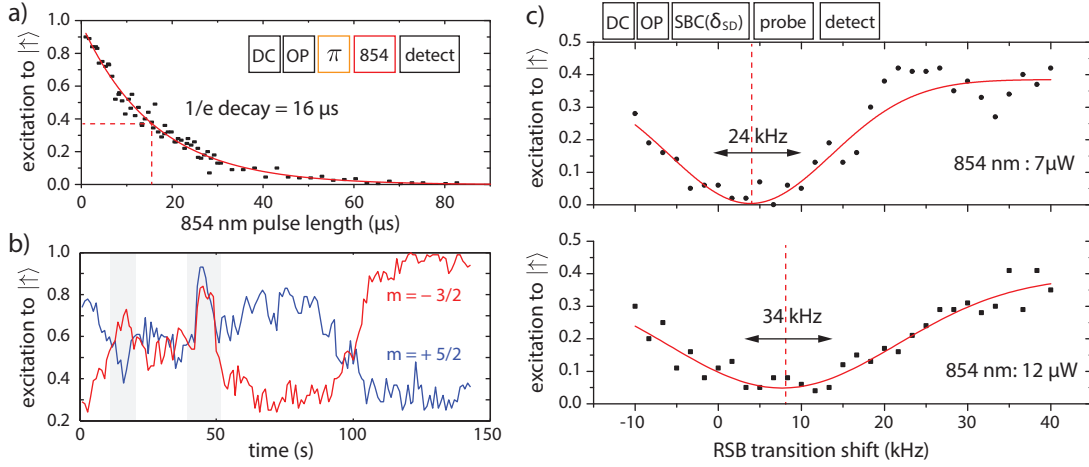 a)
DC OP π 854 detect
1/e decay = 16 μs
excitation to |↑⟩
1.0
0.8
0.6
0.4
0.2
0.0
0 20 40 60 80
854 nm pulse length (μs)
b)
excitation to |↑⟩
1.0
0.8
0.6
0.4
0.2
m = − 3/2
m = + 5/2
0 50 100 150
time (s)
c)
DC OP SBC(δSD) probe detect
excitation to |↑⟩
0.5
0.4
0.3
0.2
0.1
0.0
24 kHz
854 nm : 7μW
excitation to |↑⟩
0.5
0.4
0.3
0.2
0.1
0.0
34 kHz
854 nm: 12 μW
-10 0 10 20 30 40
RSB transition shift (kHz)